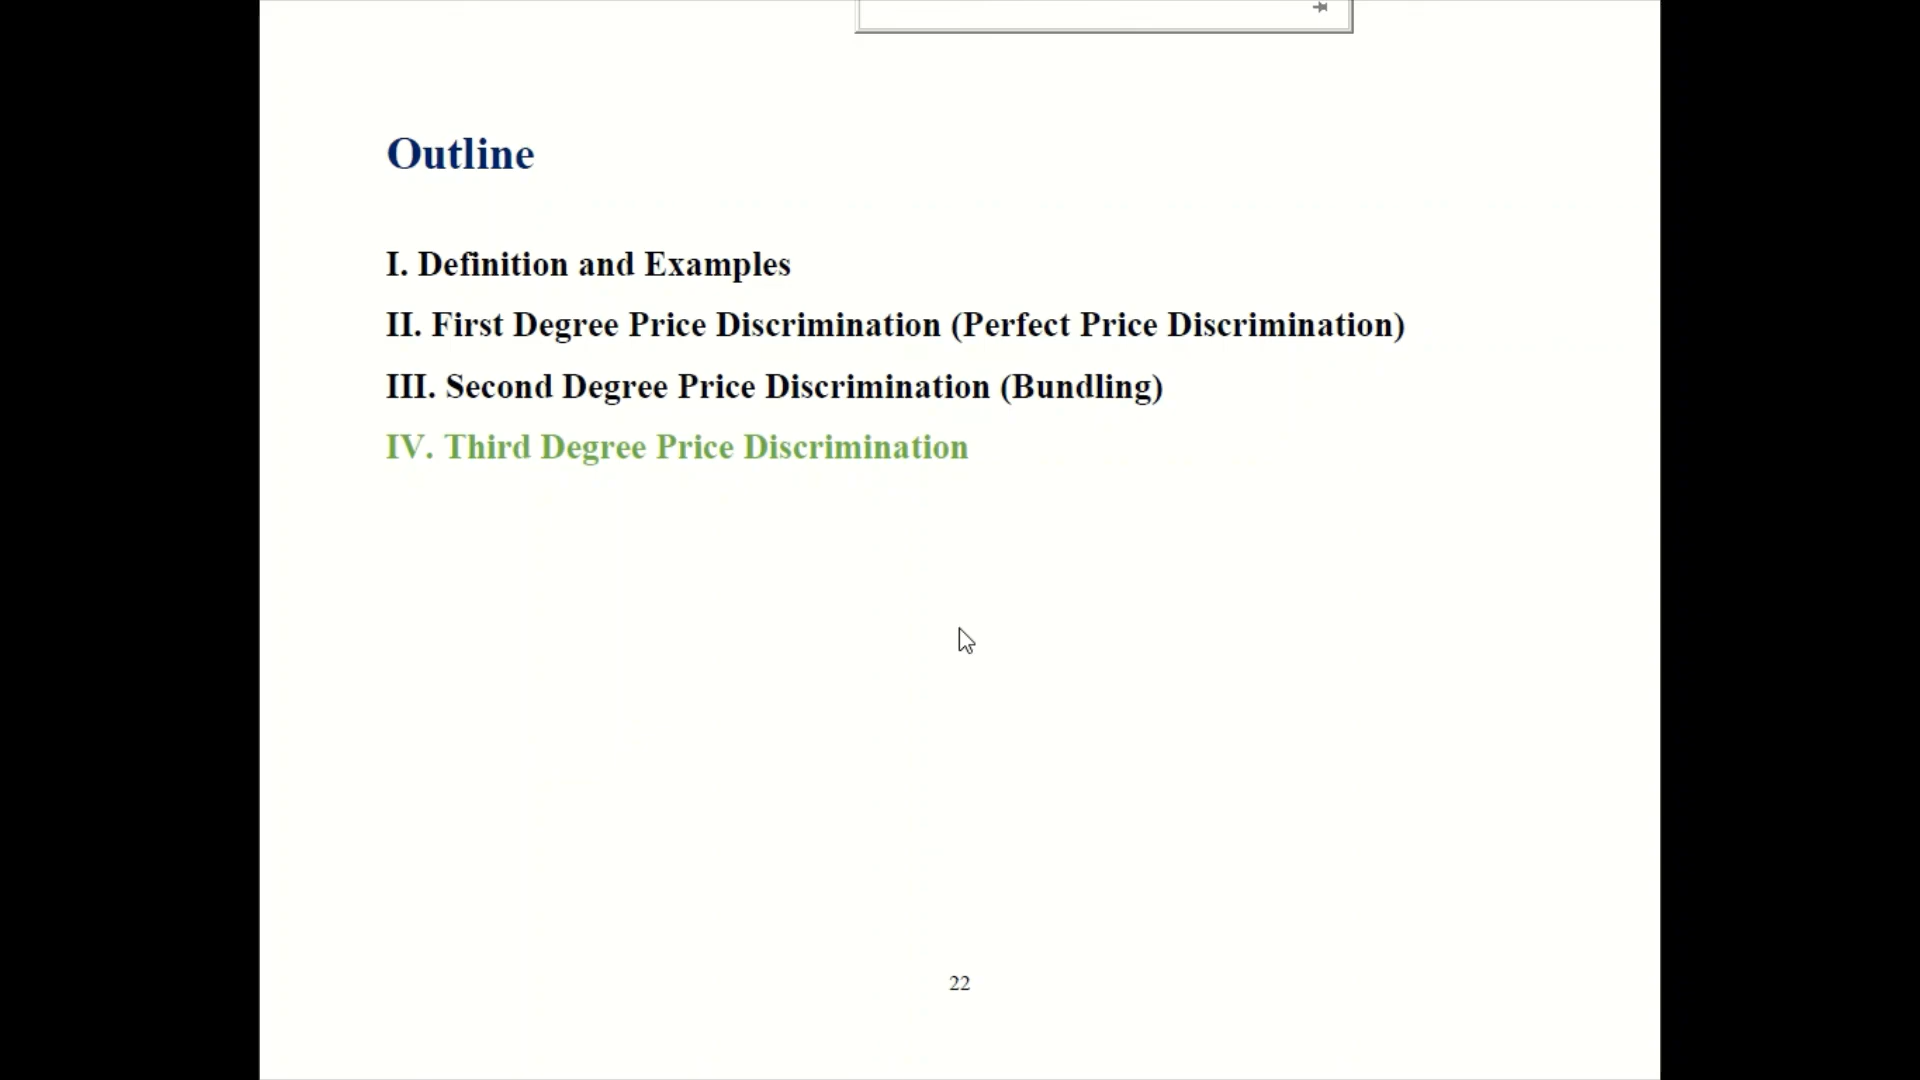 Outline
I. Definition and Examples
II. First Degree Price Discrimination (Perfect Price Discrimination)
III. Second Degree Price Discrimination (Bundling)
IV. Third Degree Price Discrimination
22